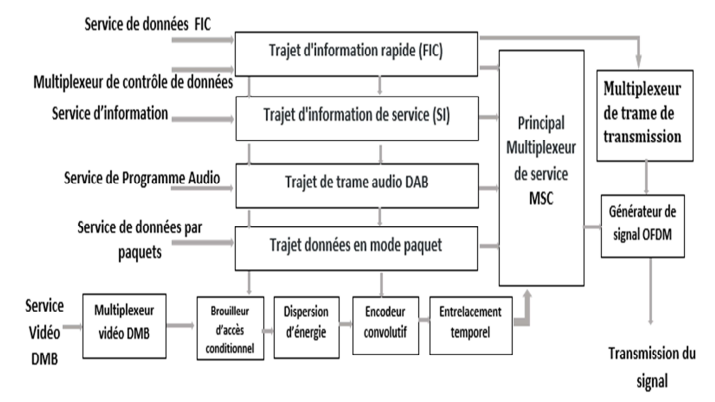 Service de données FIC
Trajet d'information rapide (FIC)
Multiplexeur de contrôle de données
Service d'information
Trajet d'information de service (SI)
Service de Programme Audio
Trajet de trame audio DAB
Service de données par
paquets
Trajet données en mode paquet
Principal
Multiplexeur
de service
MSC
Multiplexeur
de trame de
transmission
Générateur de
signal OFDM
Service
Vidéo
DMB
Multiplexeur
vidéo DMB
Brouilleur
d'accès
conditionnel
Dispersion
d'énergie
Encodeur
convolutif
Entrelacement
temporel
Transmission du
signal